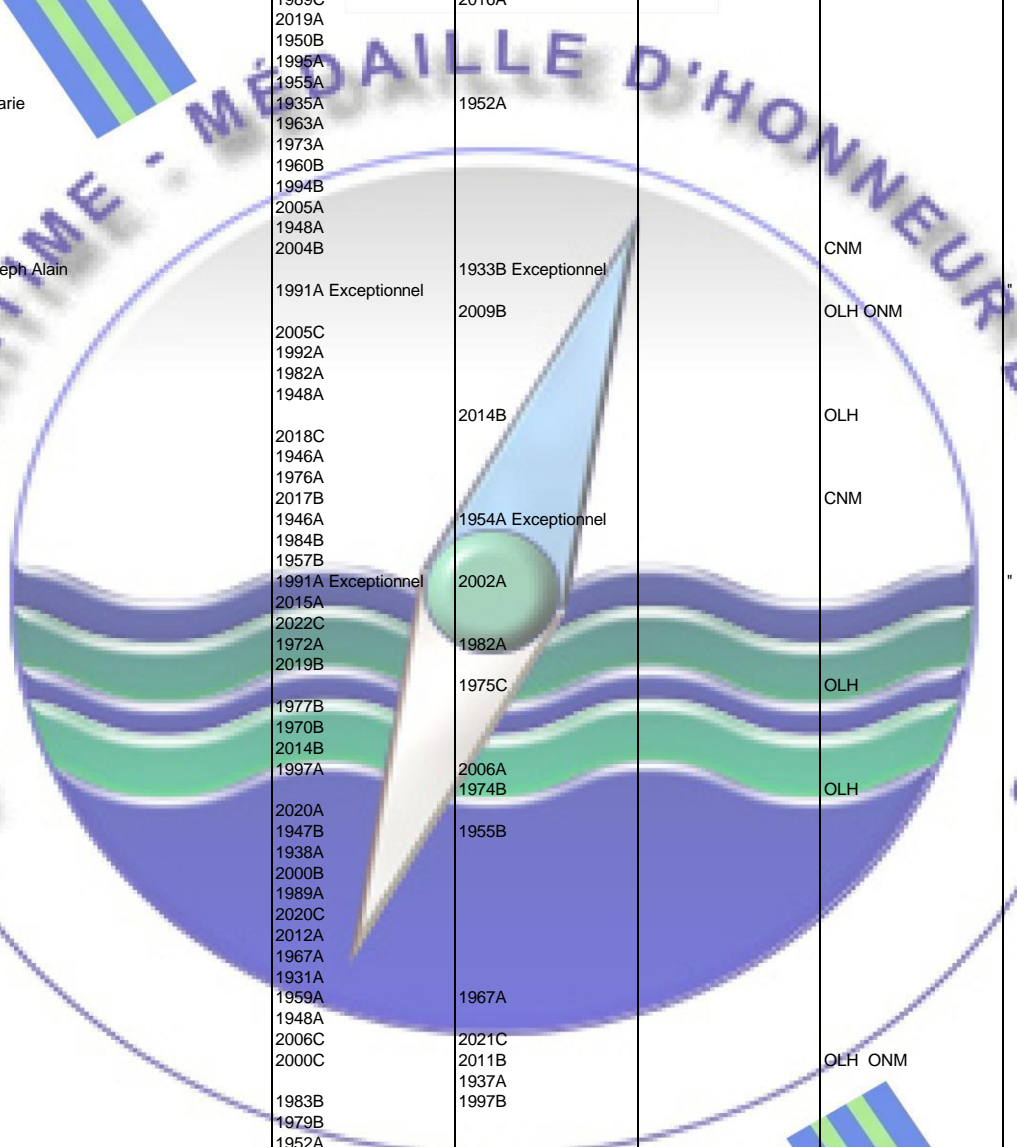 1989C 2016A
2019A
1950B
1995A
1955A
arie 1935A 1952A
1963A
1973A
1960B
1994B
2005A
1948A
2004B CNM
eph Alain 1933B Exceptionnel
1991A Exceptionnel "
2009B OLH ONM
2005C
1992A
1982A
1948A
2014B OLH
2018C
1946A
1976A
2017B CNM
1946A 1954A Exceptionnel
1984B
1957B
1991A Exceptionnel 2002A "
2015A
2022C
1972A 1982A
2019B
1975C OLH
1977B
1970B
2014B
1997A 2006A
1974B OLH
2020A
1947B 1955B
1938A
2000B
1989A
2020C
2012A
1967A
1931A
1959A 1967A
1948A
2006C 2021C
2000C 2011B OLH ONM
1937A
1983B 1997B
1979B
1952A
TIME - MÉDAILLE D'HONNEUR